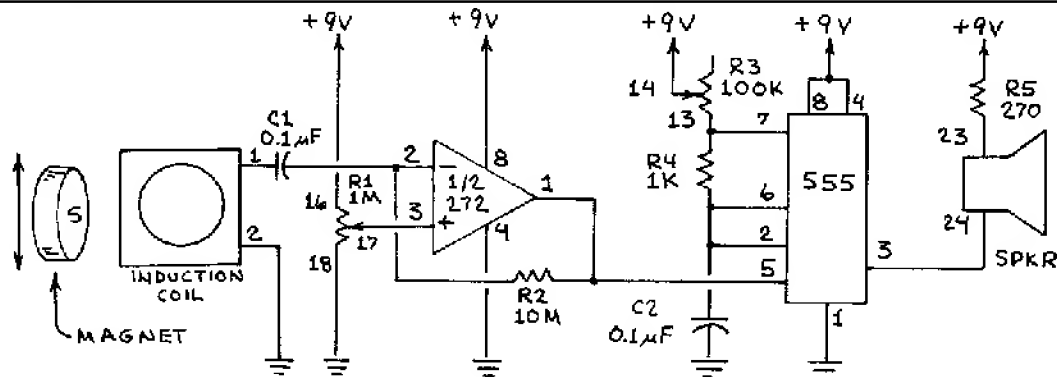 +9V
+9V
+9V
+9V
+9V
C1
0.1µF
1
2
S
INDUCTION
COIL
MAGNET
R1
1M
16
17
18
2
−
3
+
1/2
272
8
4
1
R2
10M
14
R3
100K
13
7
R4
1K
6
2
5
C2
0.1µF
8
4
555
3
1
R5
270
23
24
SPKR